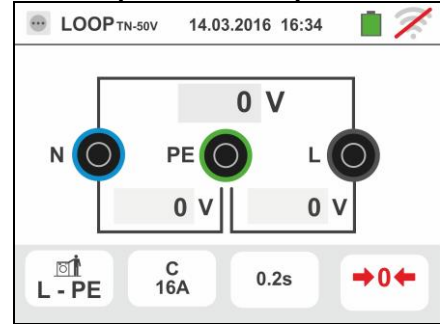 LOOP TN-50V 14.03.2016 16:34
0 V
N PE L
0 V 0 V
L - PE C 16A 0.2s →0←